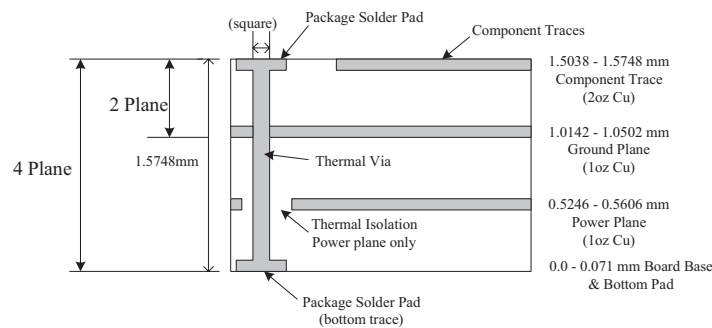 (square)
Package Solder Pad
Component Traces
1.5038 - 1.5748 mm
Component Trace
(2oz Cu)
2 Plane
1.0142 - 1.0502 mm
Ground Plane
(1oz Cu)
1.5748mm
Thermal Via
4 Plane
0.5246 - 0.5606 mm
Power Plane
(1oz Cu)
Thermal Isolation
Power plane only
0.0 - 0.071 mm Board Base
& Bottom Pad
Package Solder Pad
(bottom trace)